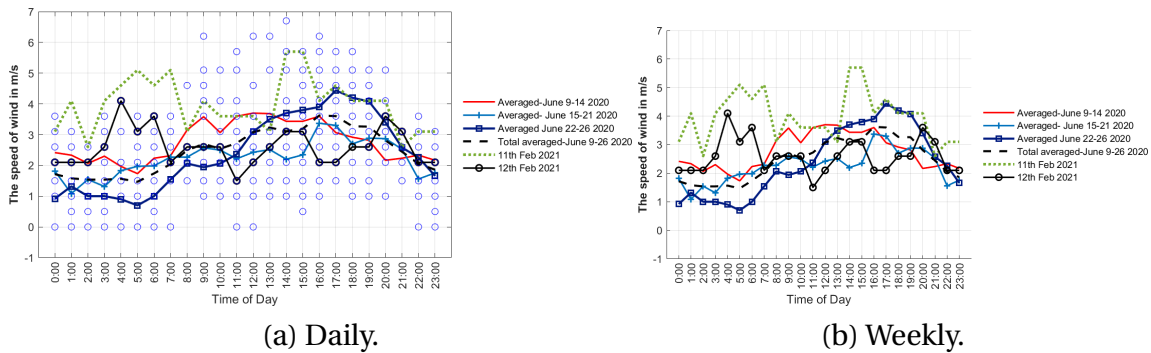 7
6
5
4
3
2
1
0
-1
The speed of wind in m/s
0:00 1:00 2:00 3:00 4:00 5:00 6:00 7:00 8:00 9:00 10:00 11:00 12:00 13:00 14:00 15:00 16:00 17:00 18:00 19:00 20:00 21:00 22:00 23:00
Time of Day
Averaged-June 9-14 2020
Averaged- June 15-21 2020
Averaged June 22-26 2020
Total averaged-June 9-26 2020
11th Feb 2021
12th Feb 2021
(a) Daily.
7
6
5
4
3
2
1
0
-1
The speed of wind in m/s
0:00 1:00 2:00 3:00 4:00 5:00 6:00 7:00 8:00 9:00 10:00 11:00 12:00 13:00 14:00 15:00 16:00 17:00 18:00 19:00 20:00 21:00 22:00 23:00
Time of Day
Averaged-June 9-14 2020
Averaged- June 15-21 2020
Averaged June 22-26 2020
Total averaged-June 9-26 2020
11th Feb 2021
12th Feb 2021
(b) Weekly.